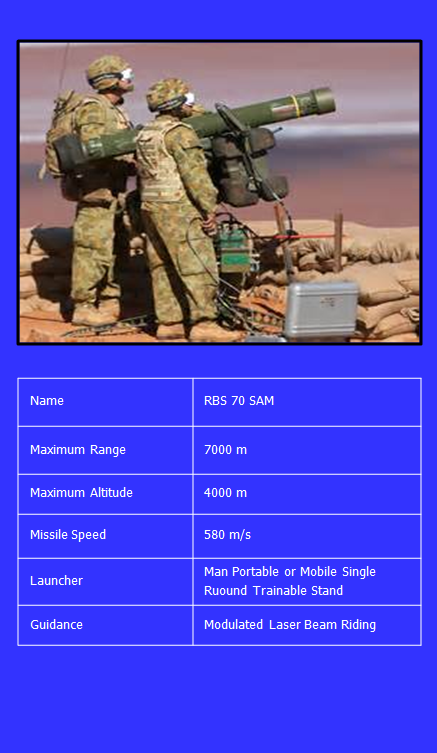 Name
RBS 70 SAM
Maximum Range
7000 m
Maximum Altitude
4000 m
Missile Speed
580 m/s
Launcher
Man Portable or Mobile Single
Ruound Trainable Stand
Guidance
Modulated Laser Beam Riding